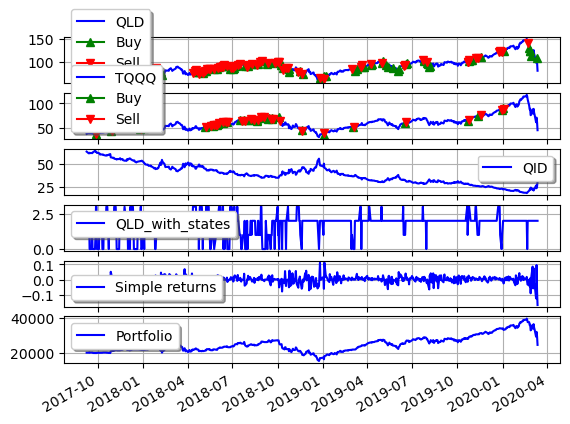 QLD
Buy
Sell
150
100
TQQQ
Buy
Sell
100
50
50
25
QID
2.5
0.0
QLD_with_states
0.1
0.0
−0.1
Simple returns
40000
20000
Portfolio
2017-10
2018-01
2018-04
2018-07
2018-10
2019-01
2019-04
2019-07
2019-10
2020-01
2020-04